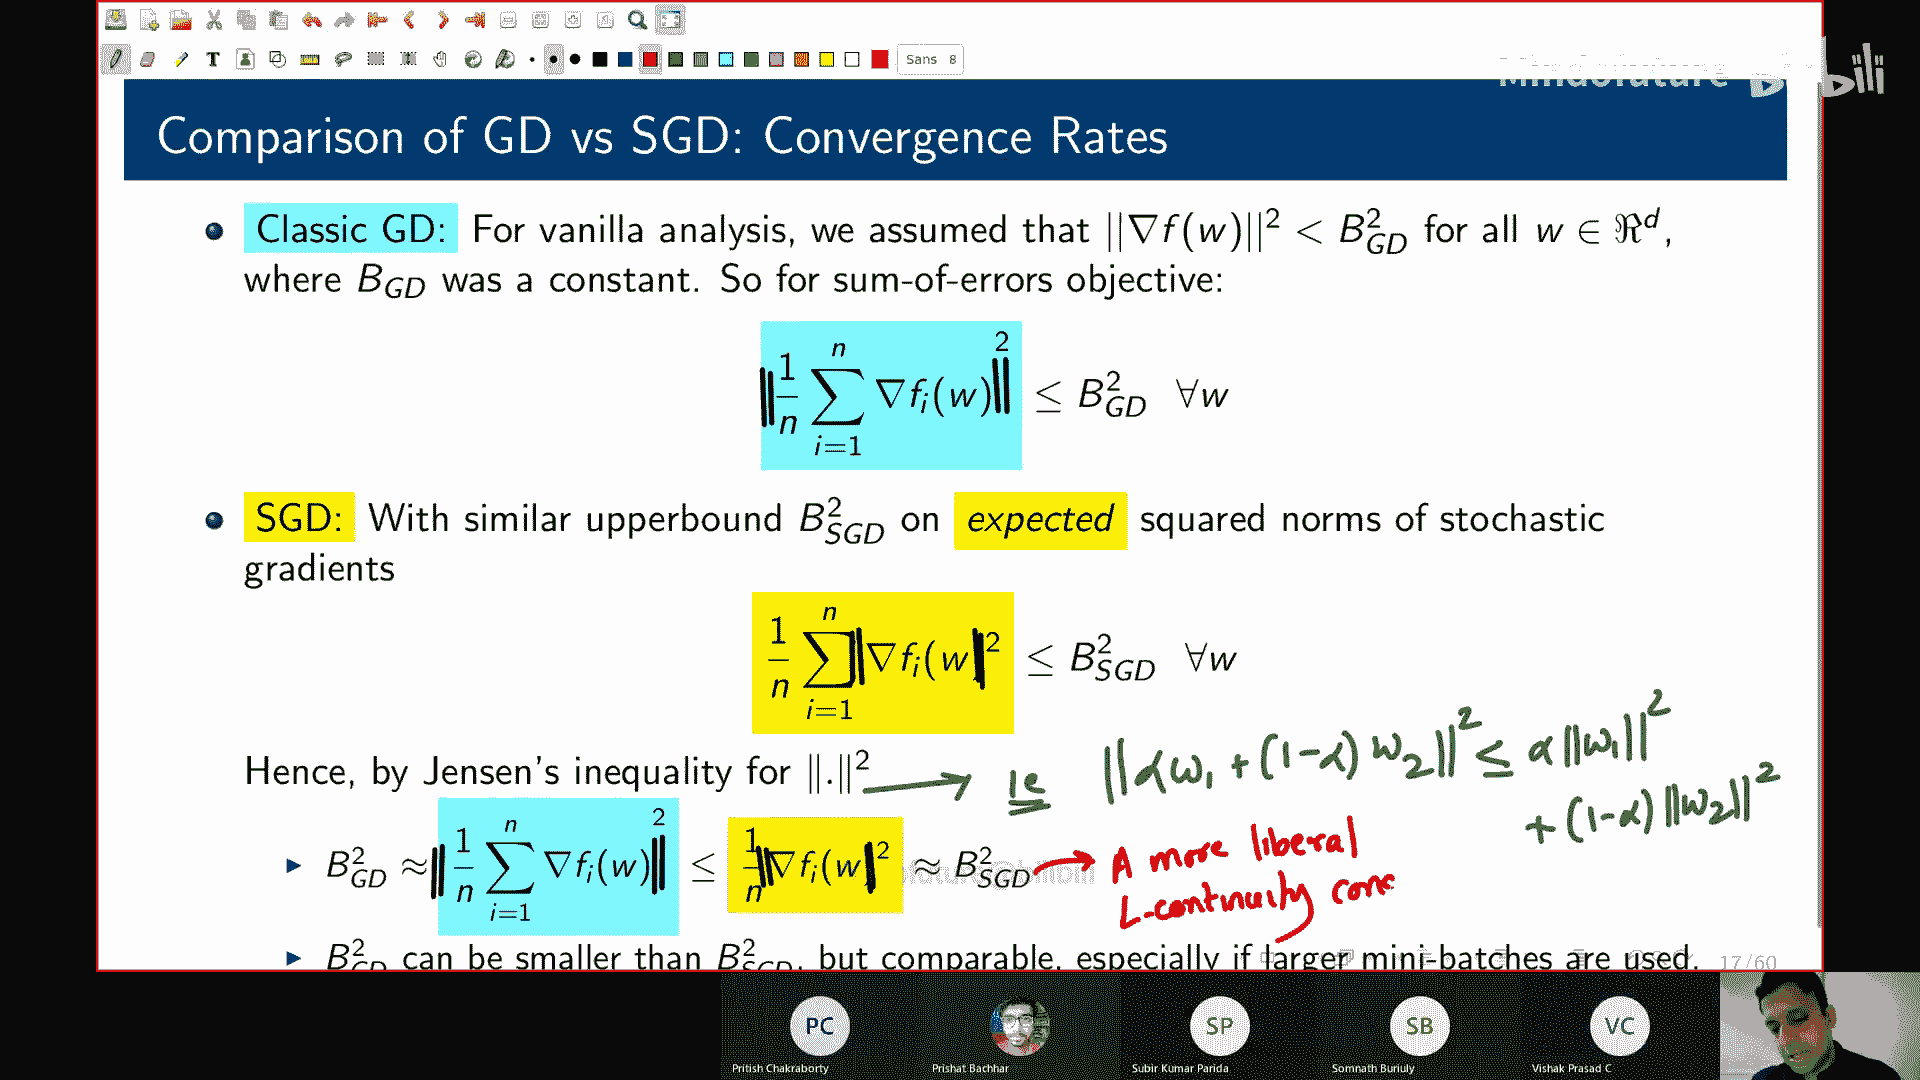 Sans 8
bili
Comparison of GD vs SGD: Convergence Rates
Classic GD: For vanilla analysis, we assumed that ||∇f(w)||² < B²_GD for all w ∈ ℜ^d,
where B_GD was a constant. So for sum-of-errors objective:
‖1/n ∑_{i=1}^n ∇f_i(w)‖² ≤ B²_GD ∀w
SGD: With similar upperbound B²_SGD on expected squared norms of stochastic
gradients
1/n ∑_{i=1}^n ‖∇f_i(w‖² ≤ B²_SGD ∀w
Hence, by Jensen's inequality for ‖.‖² → ie ‖αw₁ + (1-α) w₂‖² ≤ α‖w₁‖²
+ (1-α)‖w₂‖²
B²_GD ≈ ‖1/n ∑_{i=1}^n ∇f_i(w)‖² ≤ 1/n ‖∇f_i(w‖² ≈ B²_SGD → A more liberal
L-continuity conc
B²_GD can be smaller than B²_SGD, but comparable, especially if larger mini-batches are used.
17/60
PC
SP
SB
VC
Pritish Chakraborty
Prishat Bachhar
Subir Kumar Parida
Somnath Buriuly
Vishak Prasad C